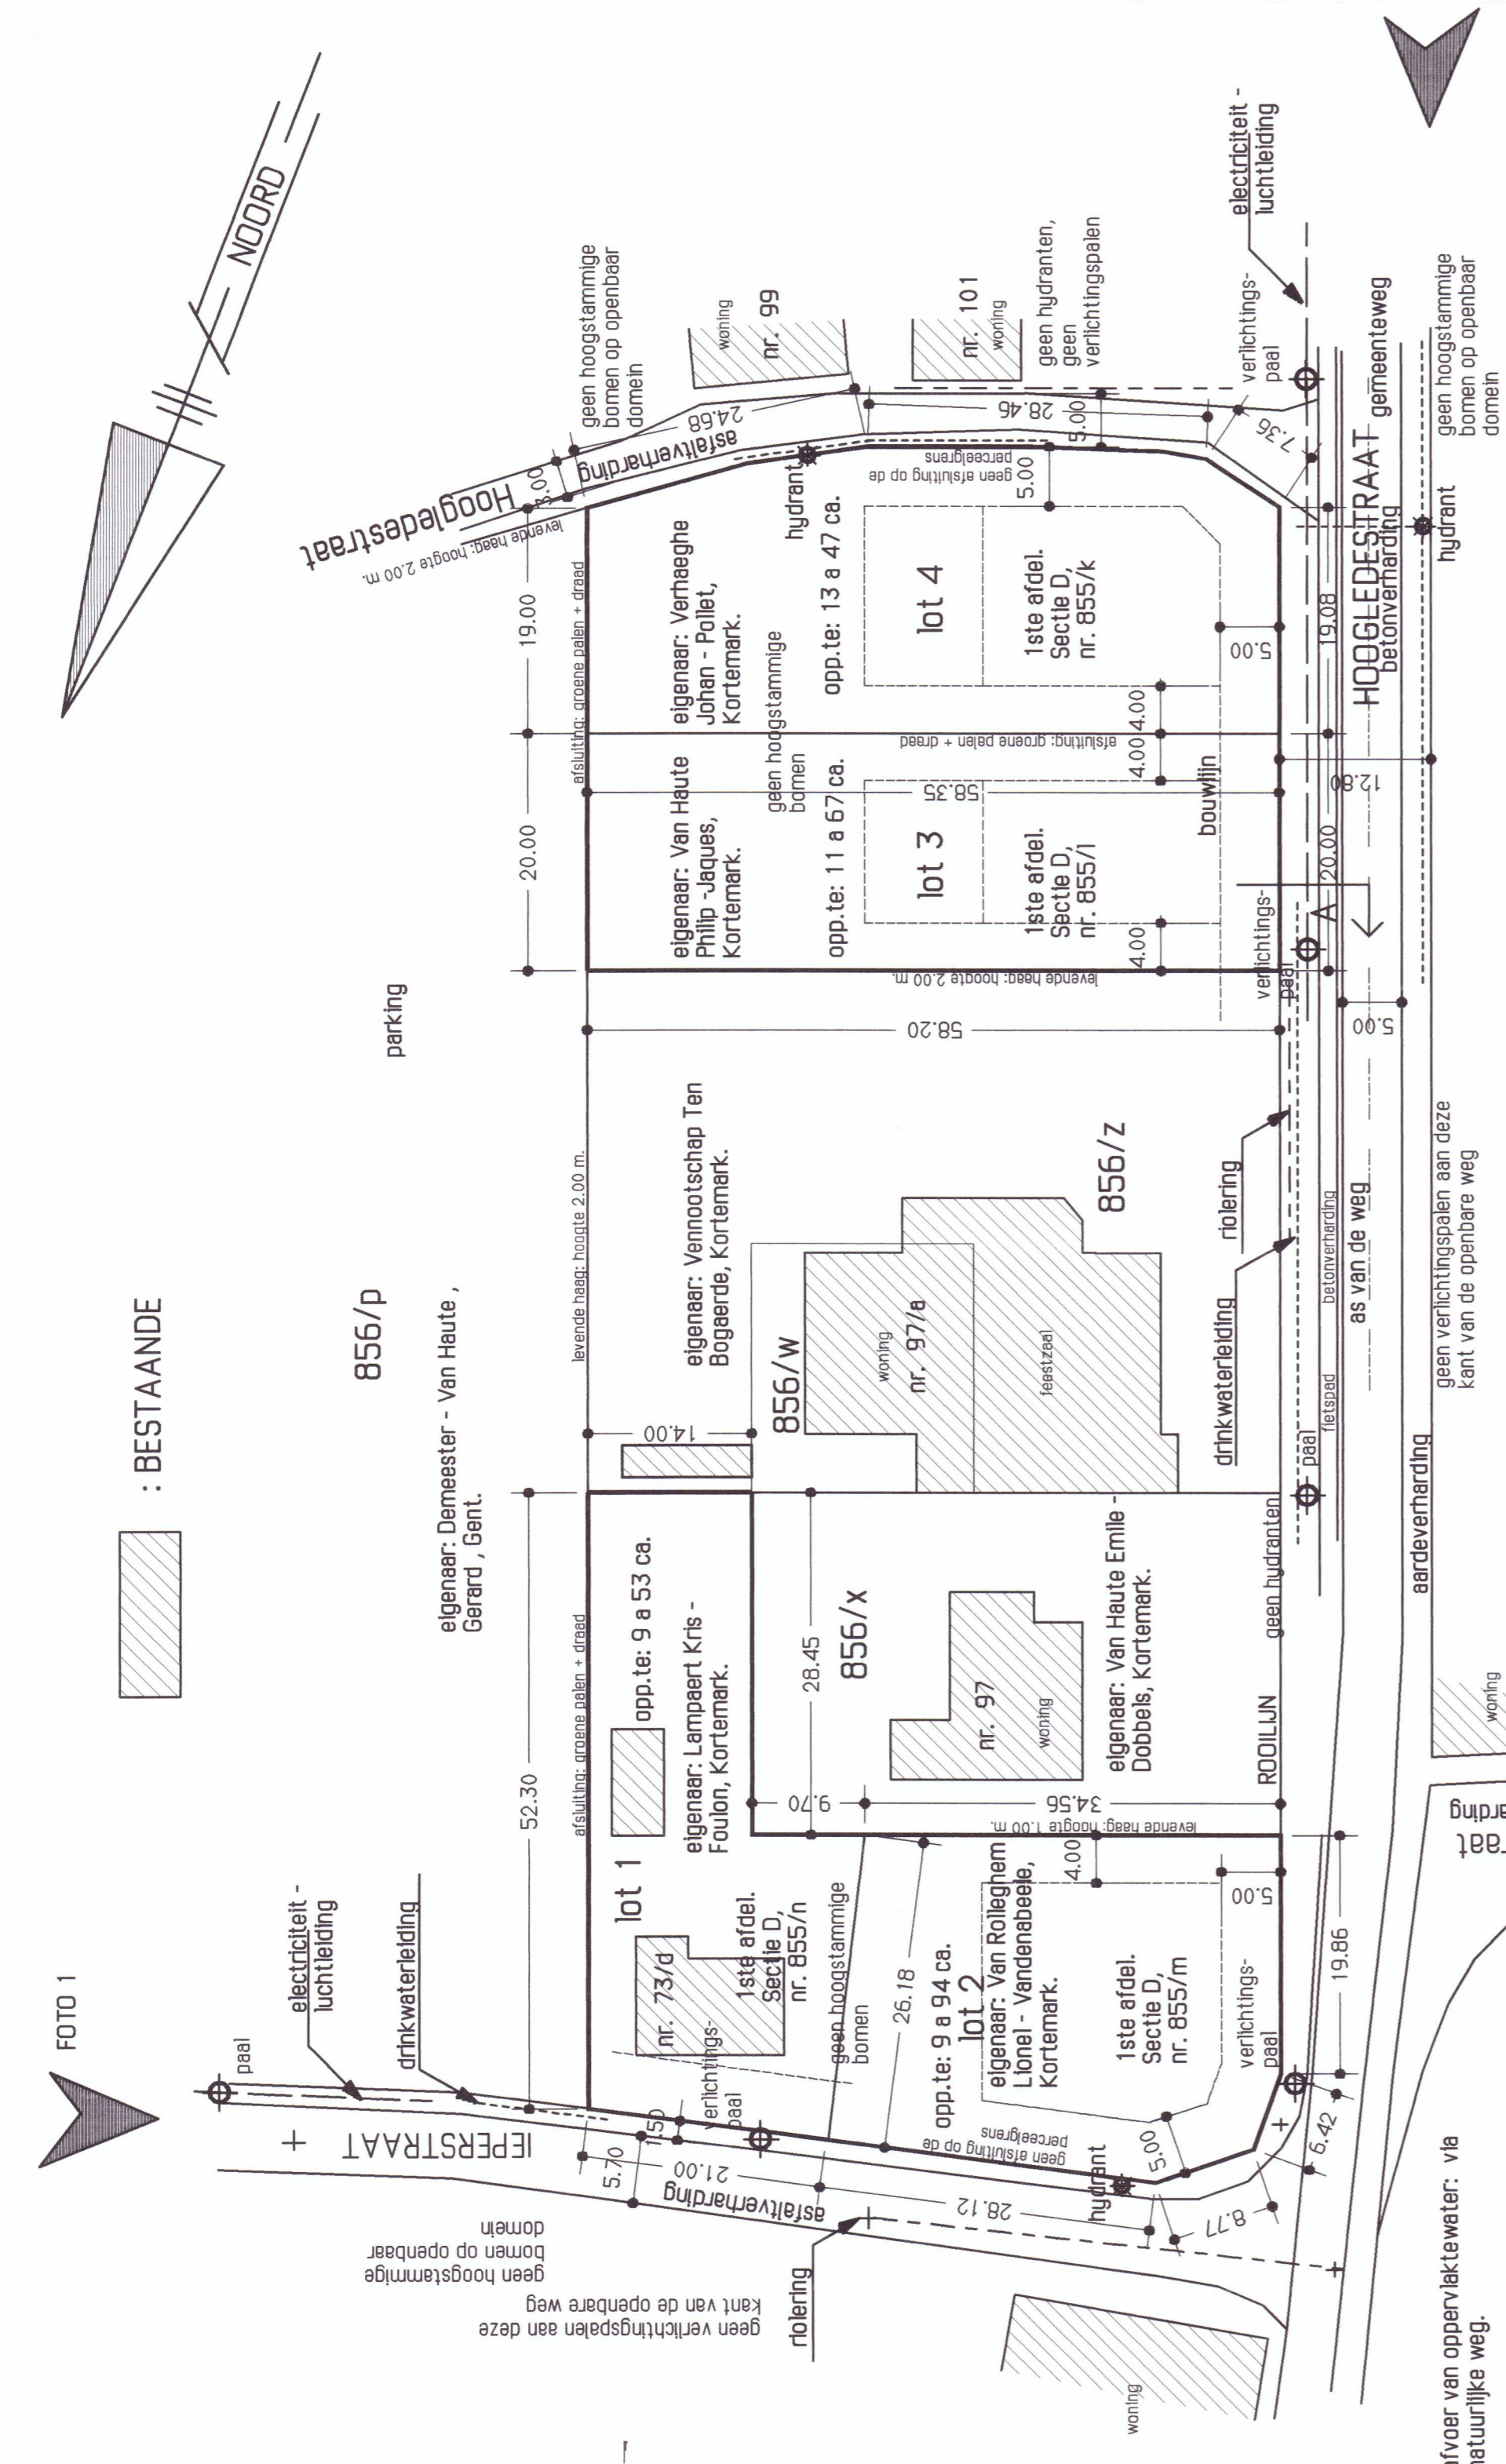 FOTO 1
: BESTAANDE
NOORD
paal
electriciteit -
luchtleiding
drinkwaterleiding
IEPERSTRAAT
856/p
eigenaar: Demeester - Van Haute ,
Gerard , Gent.
parking
52.30
20.00
19.00
Hoogledestraat
levende haag: hoogte 2.00 m.
3.00
asfaltverharding
24.68
geen hoogstammige
bomen op openbaar
domein
woning
nr. 99
nr. 101
woning
geen hydranten,
geen
verlichtingspalen
28.46
5.00
7.36
verlichtings-
paal
electriciteit -
luchtleiding
afsluiting: groene palen + draad
levende haag: hoogte 2.00 m.
afsluiting: groene palen + draad
lot 1
opp.te: 9 a 53 ca.
eigenaar: Lampaert Kris -
Foulon, Kortemark.
nr. 73/d
1ste afdel.
Sectie D,
nr. 855/n
verlichtings-
paal
geen hoogstammige
bomen
14.00
eigenaar: Vennootschap Ten
Bogaerde, Kortemark.
856/w
woning
nr. 97/a
feestzaal
856/z
58.20
eigenaar: Van Haute
Philip -Jaques,
Kortemark.
geen hoogstammige
bomen
opp.te: 11 a 67 ca.
58.35
lot 3
1ste afdel.
Sectie D,
nr. 855/l
4.00
4.00
4.00
levende haag: hoogte 2.00 m.
afsluiting: groene palen + draad
bouwlijn
eigenaar: Verhaeghe
Johan - Pollet,
Kortemark.
opp.te: 13 a 47 ca.
hydrant
lot 4
1ste afdel.
Sectie D,
nr. 855/k
geen afsluiting op de
perceelgrens
5.00
5.00
28.45
856/x
nr. 97
woning
eigenaar: Van Haute Emile -
Dobbels, Kortemark.
9.70
34.56
levende haag: hoogte 1.00 m.
ROOILIJN
geen hydranten
26.18
opp.te: 9 a 94 ca.
lot 2
eigenaar: Van Rolleghem
Lionel - Vandenabeele,
Kortemark.
1ste afdel.
Sectie D,
nr. 855/m
4.00
5.00
verlichtings-
paal
geen afsluiting op de
perceelgrens
5.00
hydrant
1.50
5.70
21.00
asfaltverharding
28.12
8.77
6.42
19.86
riolering
geen hoogstammige
bomen op openbaar
domein
geen verlichtingspalen aan deze
kant van de openbare weg
woning
drinkwaterleiding
riolering
paal
fietspad
betonverharding
as van de weg
verlichtings-
paal
A
20.00
19.08
12.80
5.00
HOOGLEDESTRAAT
betonverharding
gemeenteweg
hydrant
geen hoogstammige
bomen op openbaar
domein
geen verlichtingspalen aan deze
kant van de openbare weg
aardeverharding
woning
arding
raat
afvoer van oppervlaktewater: via
natuurlijke weg.